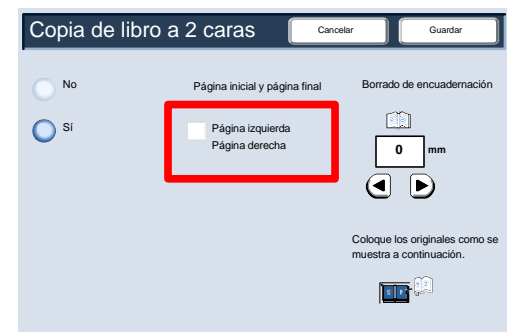 Copia de libro a 2 caras
Cancelar
Guardar
No
Sí
Página inicial y página final
Página izquierda
Página derecha
Borrado de encuadernación
0 mm
Coloque los originales como se
muestra a continuación.